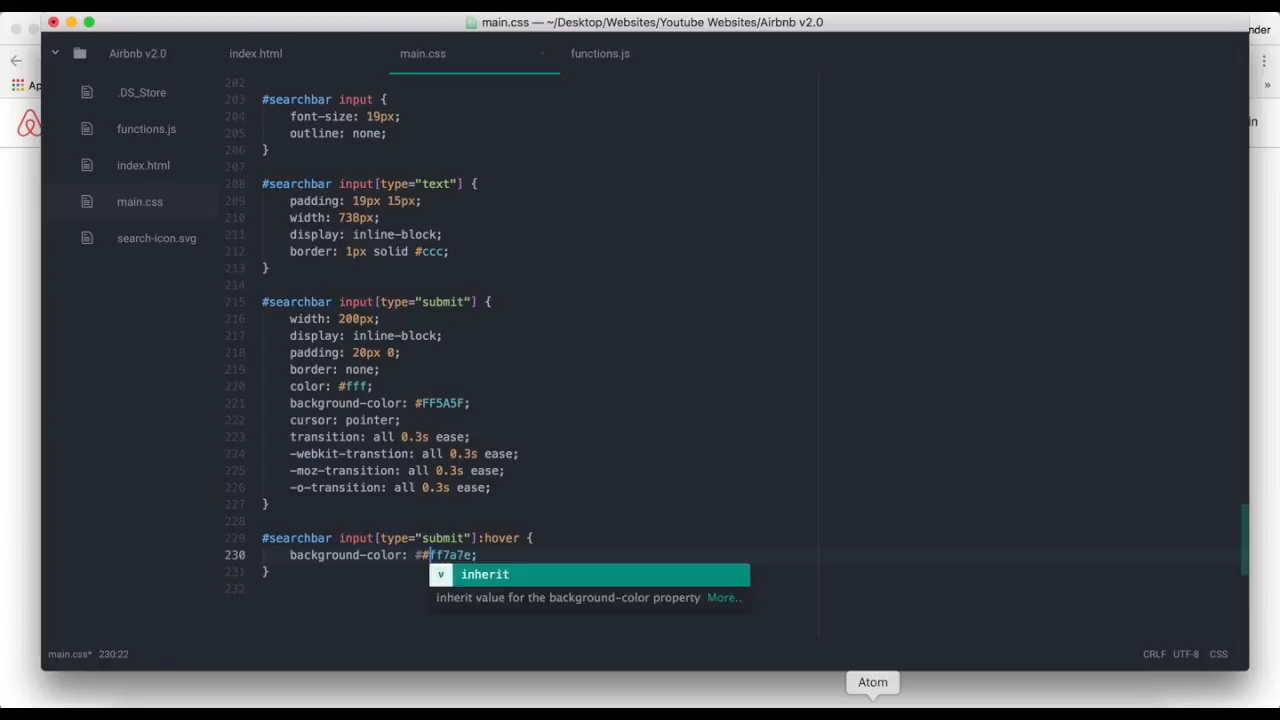 main.css — ~/Desktop/Websites/Youtube Websites/Airbnb v2.0
nder
Ap
»
in
Airbnb v2.0
index.html
main.css
functions.js
.DS_Store
functions.js
index.html
main.css
search-icon.svg
202
203 #searchbar input {
204 font-size: 19px;
205 outline: none;
206 }
207
208 #searchbar input[type="text"] {
209 padding: 19px 15px;
210 width: 738px;
211 display: inline-block;
212 border: 1px solid #ccc;
213 }
214
215 #searchbar input[type="submit"] {
216 width: 200px;
217 display: inline-block;
218 padding: 20px 0;
219 border: none;
220 color: #fff;
221 background-color: #FF5A5F;
222 cursor: pointer;
223 transition: all 0.3s ease;
224 -webkit-transtion: all 0.3s ease;
225 -moz-transition: all 0.3s ease;
226 -o-transition: all 0.3s ease;
227 }
228
229 #searchbar input[type="submit"]:hover {
230 background-color: ##ff7a7e;
231 }
232
v inherit
inherit value for the background-color property More..
main.css* 230:22
CRLF UTF-8 CSS
Atom